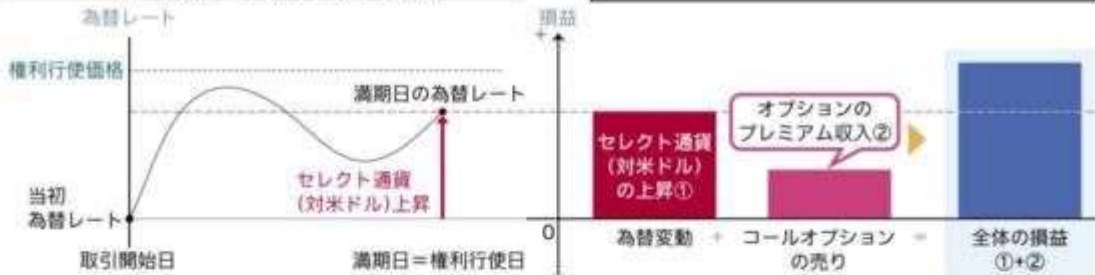 為替レート
権利行使価格
満期日の為替レート
セレクト通貨
(対米ドル)上昇
当初
為替レート
取引開始日
満期日=権利行使日
損益
+
オプションの
プレミアム収入②
セレクト通貨
(対米ドル)
の上昇①
0
為替変動 + コールオプション
の売り
=
全体の損益
①+②